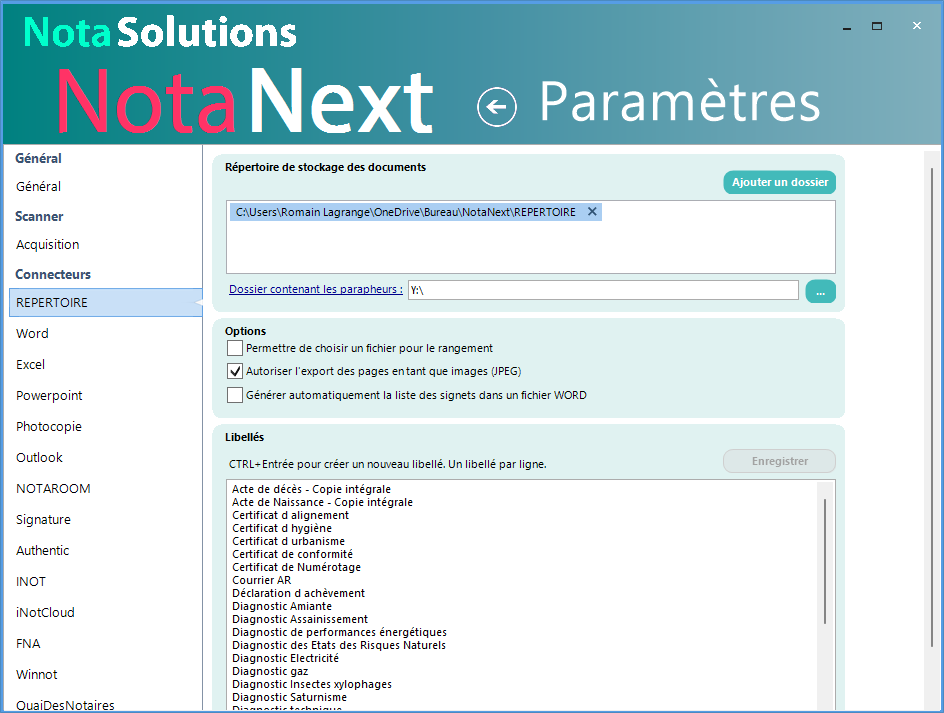 NotaSolutions
NotaNext
Paramètres
Général
Général
Scanner
Acquisition
Connecteurs
REPERTOIRE
Word
Excel
Powerpoint
Photocopie
Outlook
NOTAROOM
Signature
Authentic
INOT
iNotCloud
FNA
Winnot
QuaiDesNotaires
Répertoire de stockage des documents
Ajouter un dossier
C:\Users\Romain Lagrange\OneDrive\Bureau\NotaNext\REPERTOIRE
Dossier contenant les parapheurs : Y:\ ...
Options
Permettre de choisir un fichier pour le rangement
Autoriser l'export des pages en tant que images (JPEG)
Générer automatiquement la liste des signets dans un fichier WORD
Libellés
CTRL+Entrée pour créer un nouveau libellé. Un libellé par ligne.
Enregistrer
Acte de décès - Copie intégrale
Acte de Naissance - Copie intégrale
Certificat d alignement
Certificat d hygiène
Certificat d urbanisme
Certificat de conformité
Certificat de Numérotage
Courrier AR
Déclaration d achèvement
Diagnostic Amiante
Diagnostic Assainissement
Diagnostic de performances énergétiques
Diagnostic des Etats des Risques Naturels
Diagnostic Electricité
Diagnostic gaz
Diagnostic Insectes xylophages
Diagnostic Saturnisme
Diagnostic technique